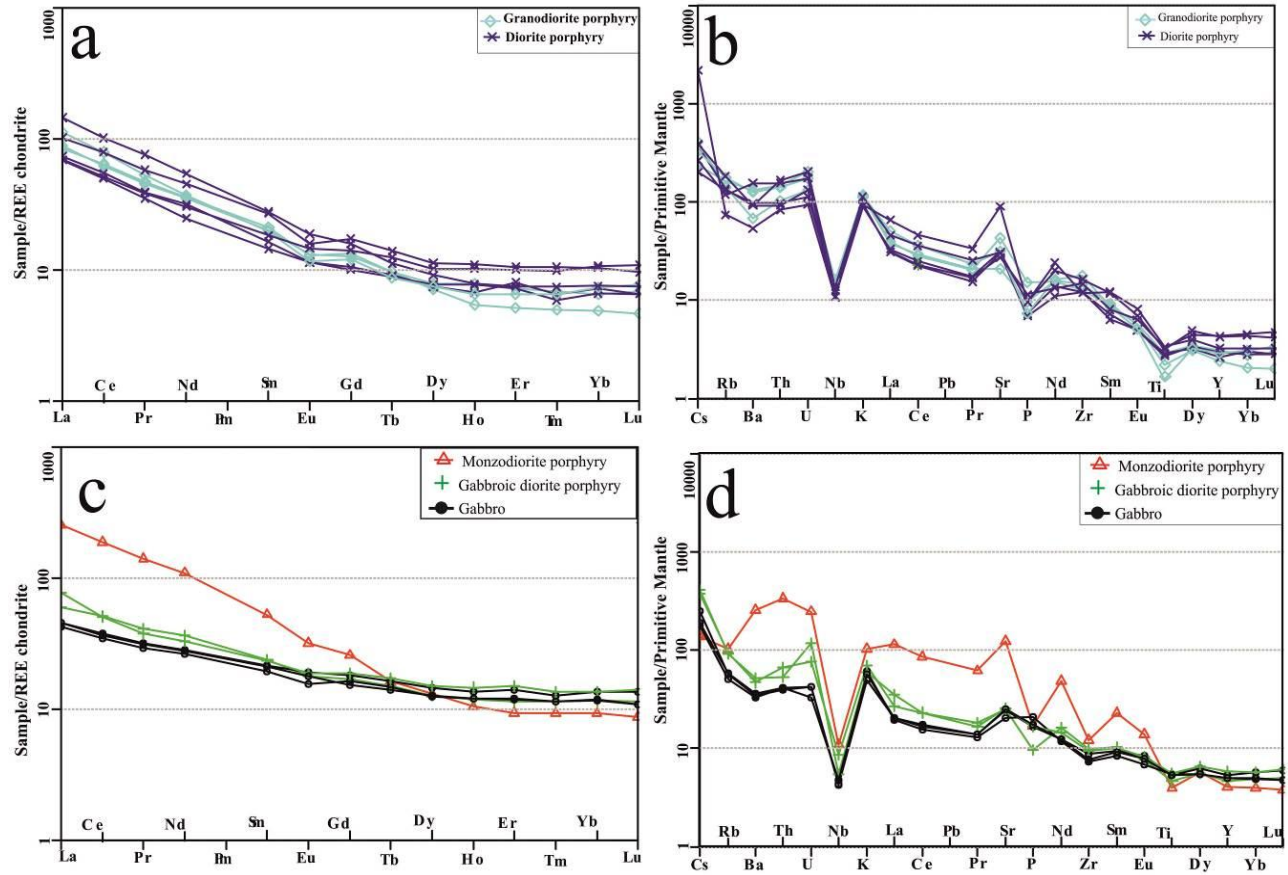 a
1000
100
10
1
Sample/REE chondrite
Granodiorite porphyry
Diorite porphyry
Ce Nd Sm Gd Dy Er Yb
La Pr Pm Eu Tb Ho Tm Lu
b
10000
1000
100
10
1
Sample/Primitive Mantle
Granodiorite porphyry
Diorite porphyry
Rb Th Nb La Pb Sr Nd Sm Ti Y Lu
Cs Ba U K Ce Pr P Zr Eu Dy Yb
c
1000
100
10
1
Sample/REE chondrite
Monzodiorite porphyry
Gabbroic diorite porphyry
Gabbro
Ce Nd Sm Gd Dy Er Yb
La Pr Pm Eu Tb Ho Tm Lu
d
10000
1000
100
10
1
Sample/Primitive Mantle
Monzodiorite porphyry
Gabbroic diorite porphyry
Gabbro
Rb Th Nb La Pb Sr Nd Sm Ti Y Lu
Cs Ba U K Ce Pr P Zr Eu Dy Yb